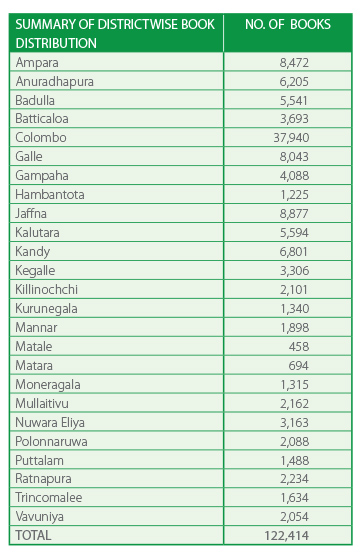 SUMMARY OF DISTRICTWISE BOOK DISTRIBUTION NO. OF BOOKS
Ampara 8,472
Anuradhapura 6,205
Badulla 5,541
Batticaloa 3,693
Colombo 37,940
Galle 8,043
Gampaha 4,088
Hambantota 1,225
Jaffna 8,877
Kalutara 5,594
Kandy 6,801
Kegalle 3,306
Killinochchi 2,101
Kurunegala 1,340
Mannar 1,898
Matale 458
Matara 694
Moneragala 1,315
Mullaitivu 2,162
Nuwara Eliya 3,163
Polonnaruwa 2,088
Puttalam 1,488
Ratnapura 2,234
Trincomalee 1,634
Vavuniya 2,054
TOTAL 122,414